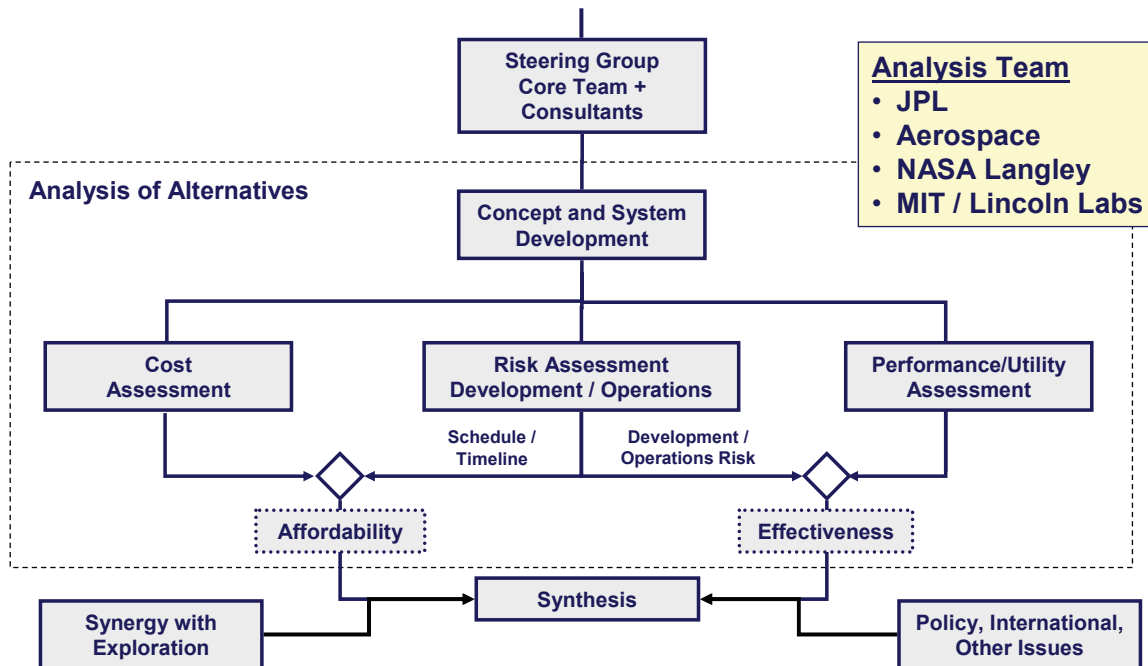 Steering Group
Core Team +
Consultants
Analysis Team
• JPL
• Aerospace
• NASA Langley
• MIT / Lincoln Labs
Analysis of Alternatives
Concept and System
Development
Cost
Assessment
Risk Assessment
Development / Operations
Performance/Utility
Assessment
Schedule /
Timeline
Development /
Operations Risk
Affordability
Effectiveness
Synthesis
Synergy with
Exploration
Policy, International,
Other Issues